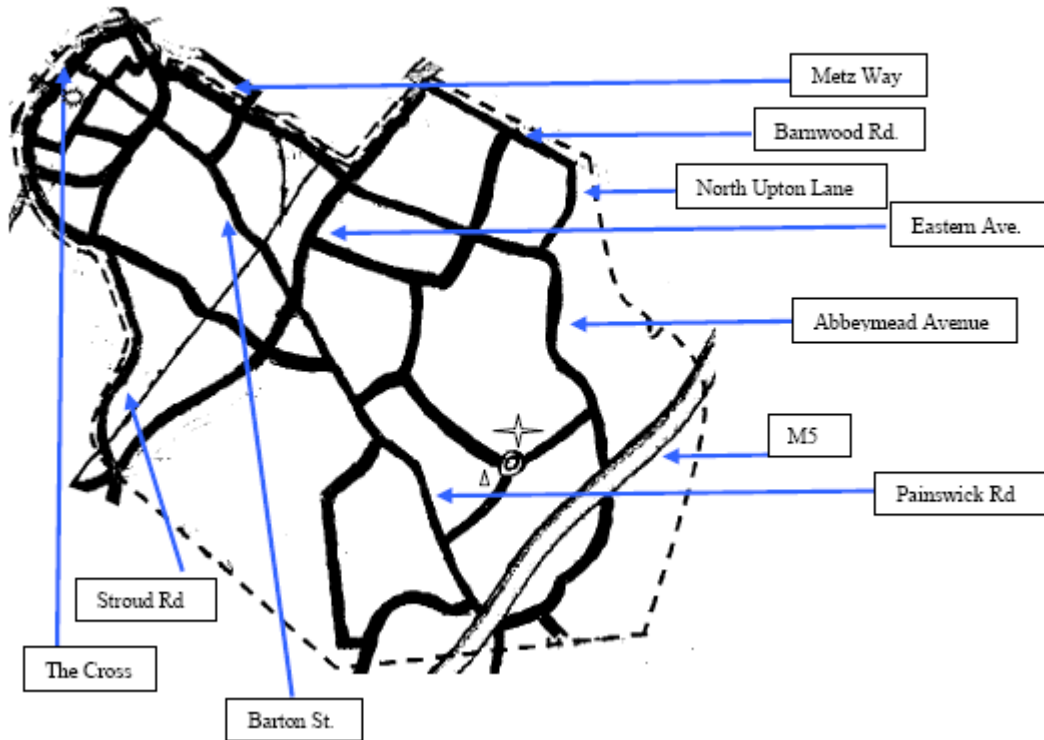 Metz Way
Barnwood Rd.
North Upton Lane
Eastern Ave.
Abbeymead Avenue
M5
Painswick Rd
Stroud Rd
The Cross
Barton St.